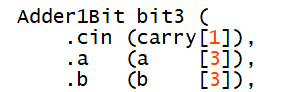 Adder1Bit bit3 (
    .cin (carry[1]),
    .a   (a    [3]),
    .b   (b    [3]),